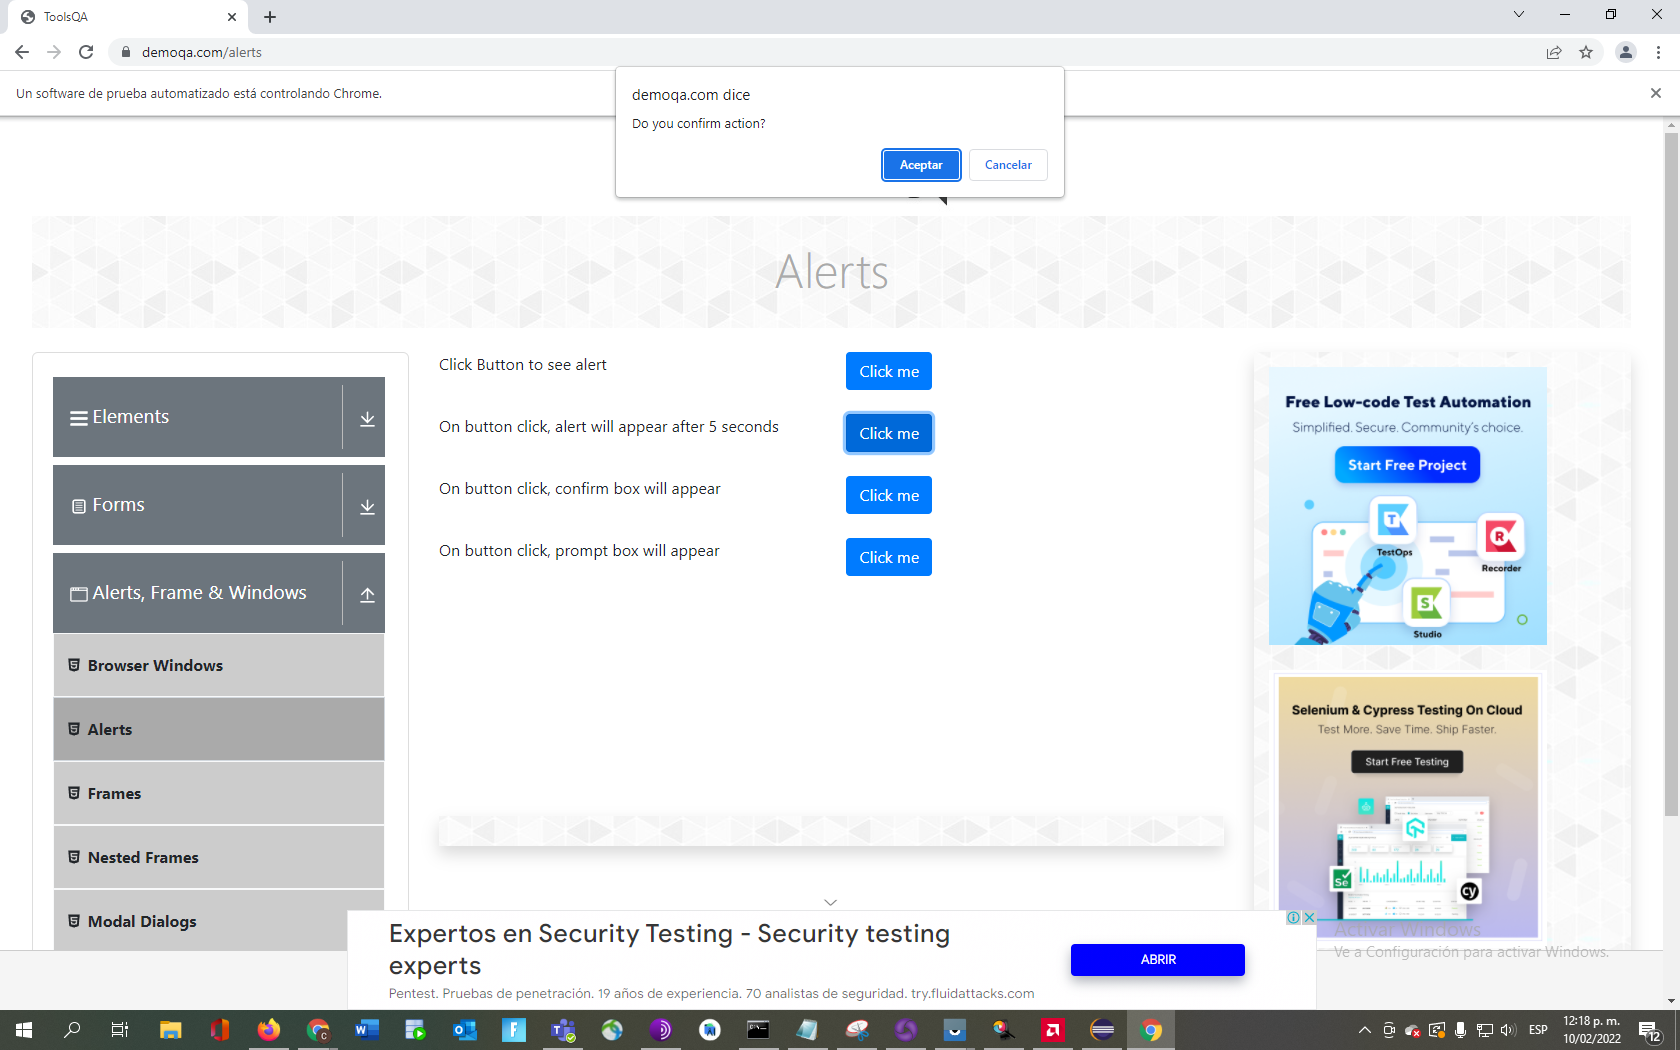 ToolsQA
demoqa.com/alerts
Un software de prueba automatizado está controlando Chrome.
demoqa.com dice
Do you confirm action?
Aceptar
Cancelar
Alerts
Elements
Forms
Alerts, Frame & Windows
Browser Windows
Alerts
Frames
Nested Frames
Modal Dialogs
Click Button to see alert
Click me
On button click, alert will appear after 5 seconds
Click me
On button click, confirm box will appear
Click me
On button click, prompt box will appear
Click me
Free Low-code Test Automation
Simplified. Secure. Community's choice.
Start Free Project
TestOps
Recorder
Studio
Selenium & Cypress Testing On Cloud
Test More. Save Time. Ship Faster.
Start Free Testing
Se
cy
Expertos en Security Testing - Security testing
experts
Pentest. Pruebas de penetración. 19 años de experiencia. 70 analistas de seguridad. try.fluidattacks.com
ABRIR
Activar Windows
Ve a Configuración para activar Windows.
ESP
12:18 p. m.
10/02/2022
12